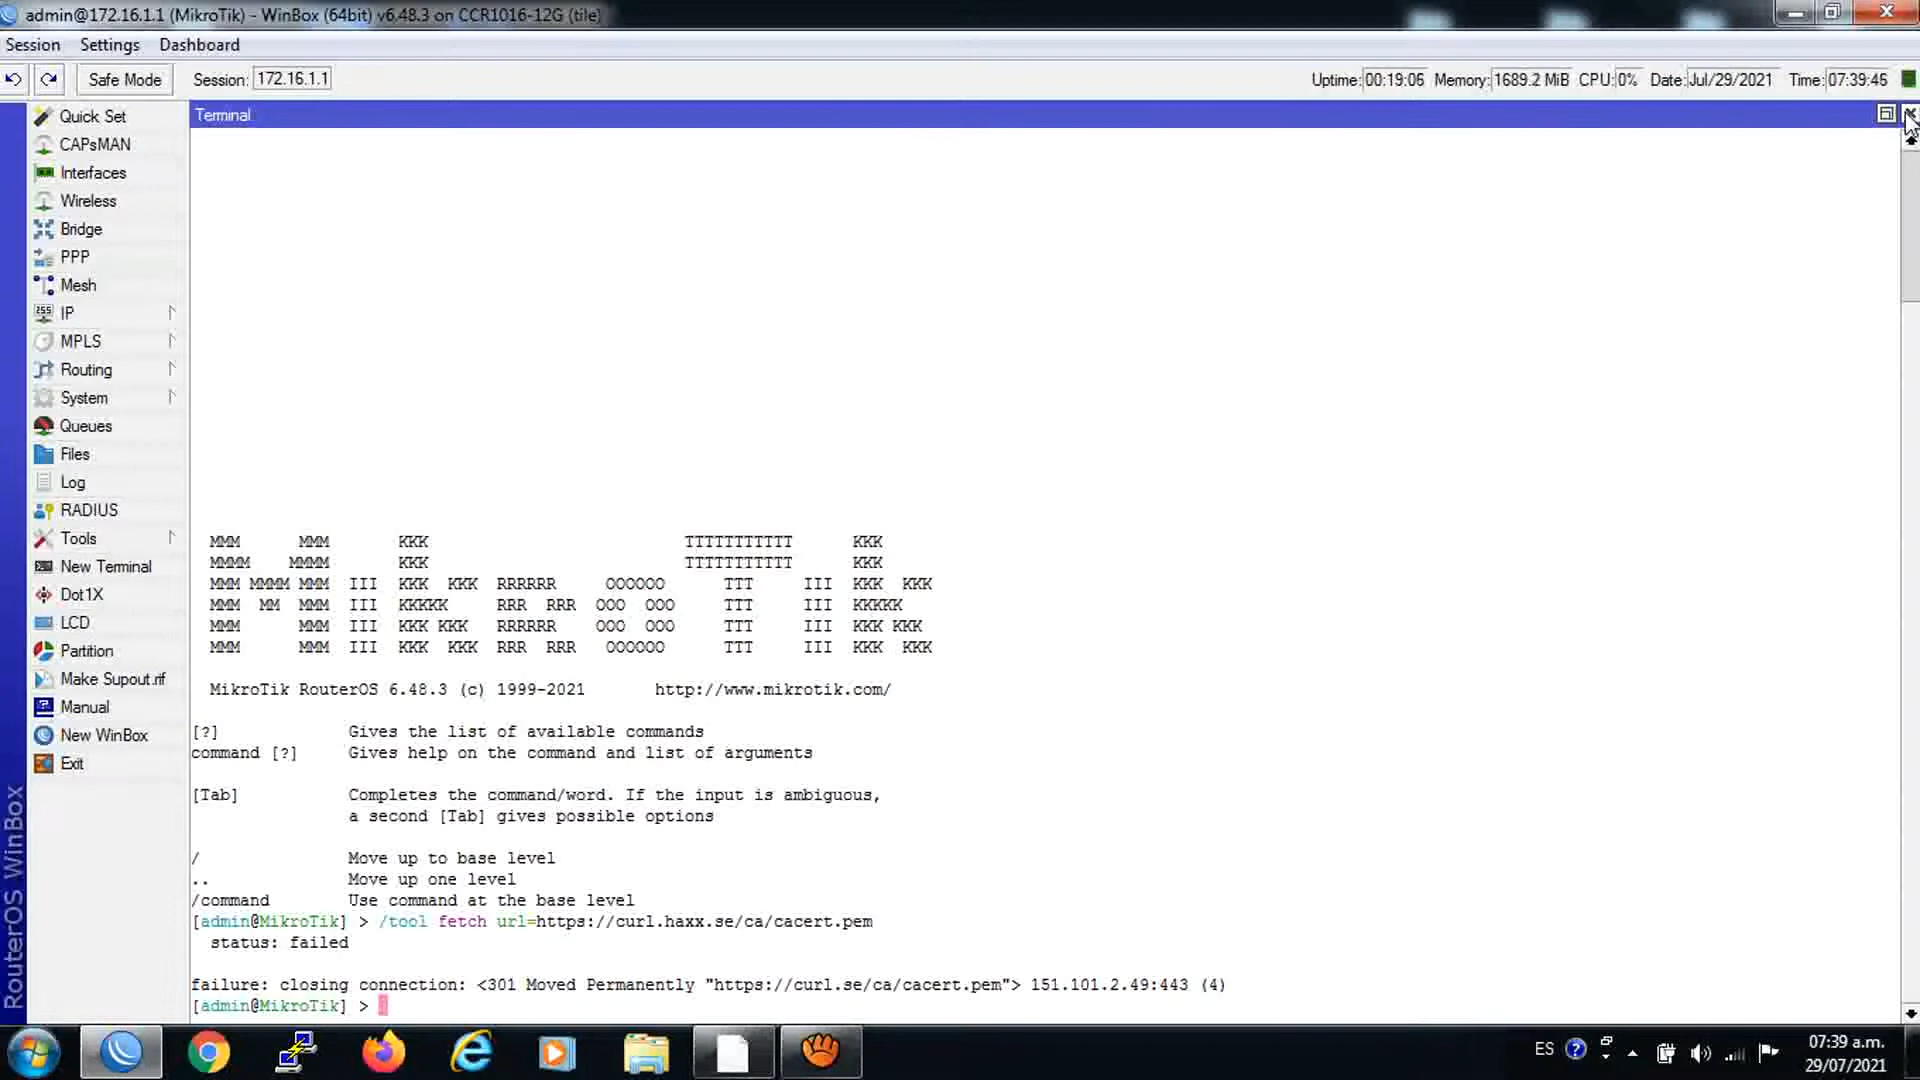 admin@172.16.1.1 (MikroTik) - WinBox (64bit) v6.48.3 on CCR1016-12G (tile)
Session Settings Dashboard
Safe Mode Session: 172.16.1.1 Uptime: 00:19:06 Memory: 1689.2 MiB CPU: 0% Date: Jul/29/2021 Time: 07:39:45
Terminal
Quick Set
CAPsMAN
Interfaces
Wireless
Bridge
PPP
Mesh
IP
MPLS
Routing
System
Queues
Files
Log
RADIUS
Tools
New Terminal
Dot1X
LCD
Partition
Make Supout.rif
Manual
New WinBox
Exit
RouterOS WinBox
MMM      MMM       KKK                          TTTTTTTTTTT      KKK
MMMM    MMMM       KKK                          TTTTTTTTTTT      KKK
MMM MMMM MMM  III  KKK  KKK  RRRRRR     OOOOOO      TTT     III  KKK  KKK
MMM  MM  MMM  III  KKKKK     RRR  RRR  OOO  OOO     TTT     III  KKKKK
MMM      MMM  III  KKK KKK   RRRRRR    OOO  OOO     TTT     III  KKK KKK
MMM      MMM  III  KKK  KKK  RRR  RRR   OOOOOO      TTT     III  KKK  KKK
MikroTik RouterOS 6.48.3 (c) 1999-2021       http://www.mikrotik.com/
[?]             Gives the list of available commands
command [?]     Gives help on the command and list of arguments
[Tab]           Completes the command/word. If the input is ambiguous,
a second [Tab] gives possible options
/               Move up to base level
..              Move up one level
/command        Use command at the base level
[admin@MikroTik] > /tool fetch url=https://curl.haxx.se/ca/cacert.pem
status: failed
failure: closing connection: <301 Moved Permanently "https://curl.se/ca/cacert.pem"> 151.101.2.49:443 (4)
[admin@MikroTik] >
ES
07:39 a.m.
29/07/2021